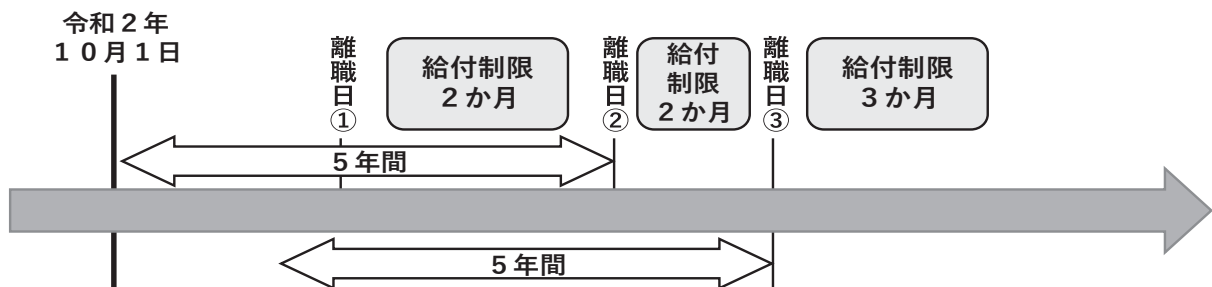 令和２年
１０月１日
離職日①
給付制限
２か月
離職日②
給付
制限
２か月
離職日③
給付制限
３か月
５年間
５年間